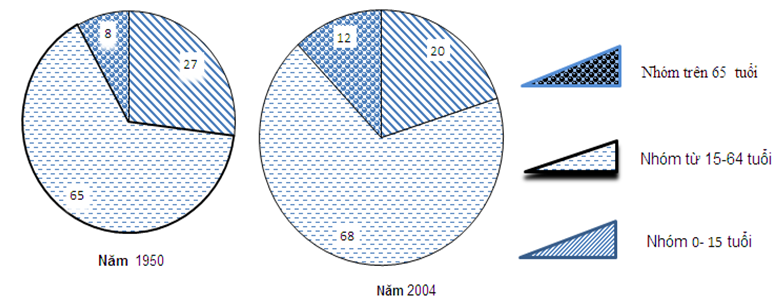 8
27
65
Năm 1950
12
20
68
Năm 2004
Nhóm trên 65 tuổi
Nhóm từ 15-64 tuổi
Nhóm 0- 15 tuổi